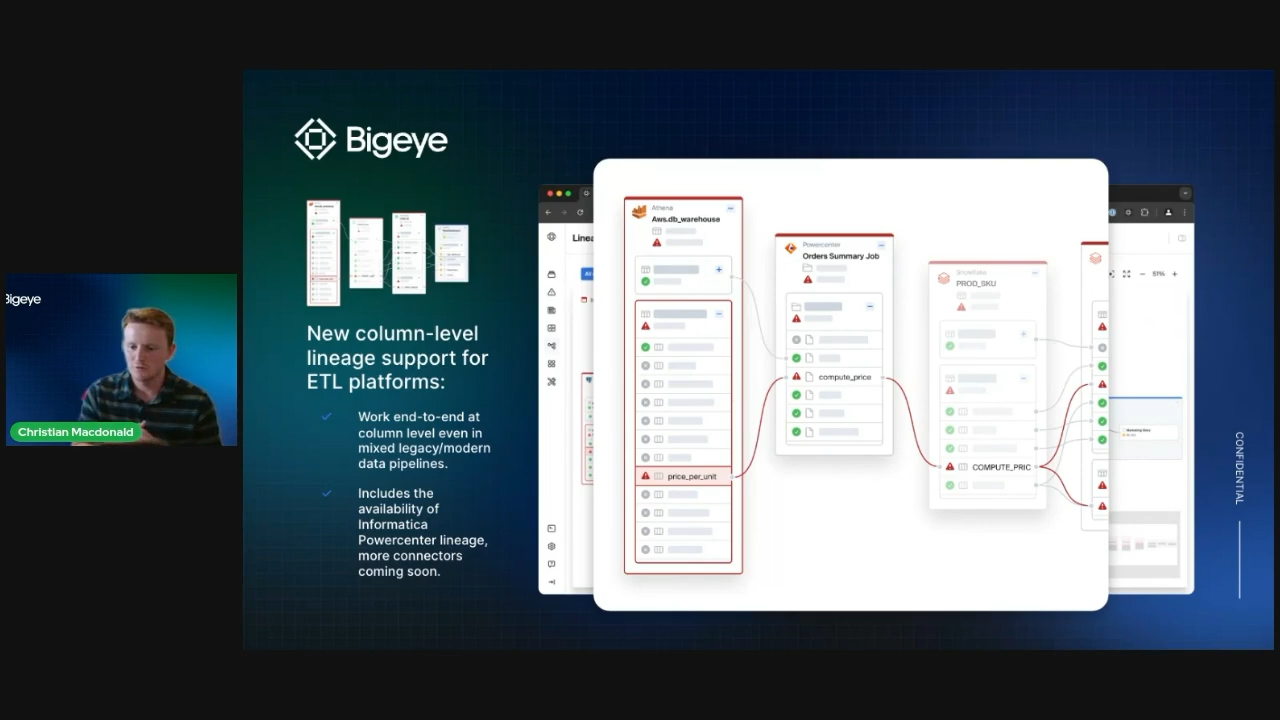 Bigeye
New column-level
lineage support for
ETL platforms:
Work end-to-end at
column level even in
mixed legacy/modern
data pipelines.
Includes the
availability of
Informatica
Powercenter lineage,
more connectors
coming soon.
Athena
Aws.db_warehouse
price_per_unit
Powercenter
Orders Summary Job
compute_price
Snowflake
PROD_SKU
COMPUTE_PRIC
Linea
51%
CONFIDENTIAL
Bigeye
Christian Macdonald